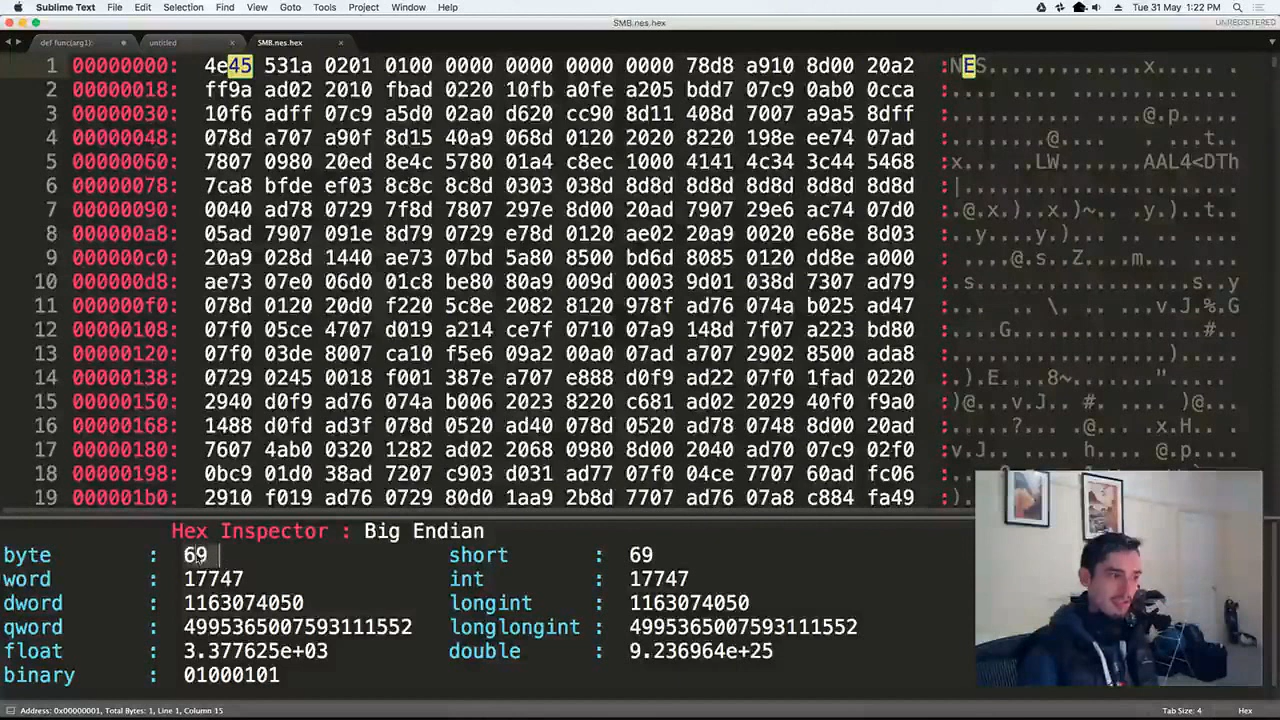 Sublime Text File Edit Selection Find View Goto Tools Project Window Help Tue 31 May 1:22 PM
SMB.nes.hex UNREGISTERED
def func(arg1): untitled SMB.nes.hex
1 00000000: 4e45 531a 0201 0100 0000 0000 0000 0000 78d8 a910 8d00 20a2 :NES.............x..... .
2 00000018: ff9a ad02 2010 fbad 0220 10fb a0fe a205 bdd7 07c9 0ab0 0cca
3 00000030: 10f6 adff 07c9 a5d0 02a0 d620 cc90 8d11 408d 7007 a9a5 8dff
4 00000048: 078d a707 a90f 8d15 40a9 068d 0120 2020 8220 198e ee74 07ad
5 00000060: 7807 0980 20ed 8e4c 5780 01a4 c8ec 1000 4141 4c34 3c44 5468
6 00000078: 7ca8 bfde ef03 8c8c 8c8d 0303 038d 8d8d 8d8d 8d8d 8d8d 8d8d
7 00000090: 0040 ad78 0729 7f8d 7807 297e 8d00 20ad 7907 29e6 ac74 07d0
8 000000a8: 05ad 7907 091e 8d79 0729 e78d 0120 ae02 20a9 0020 e68e 8d03
9 000000c0: 20a9 028d 1440 ae73 07bd 5a80 8500 bd6d 8085 0120 dd8e a000
10 000000d8: ae73 07e0 06d0 01c8 be80 80a9 009d 0003 9d01 038d 7307 ad79
11 000000f0: 078d 0120 20d0 f220 5c8e 2082 8120 978f ad76 074a b025 ad47
12 00000108: 07f0 05ce 4707 d019 a214 ce7f 0710 07a9 148d 7f07 a223 bd80
13 00000120: 07f0 03de 8007 ca10 f5e6 09a2 00a0 07ad a707 2902 8500 ada8
14 00000138: 0729 0245 0018 f001 387e a707 e888 d0f9 ad22 07f0 1fad 0220
15 00000150: 2940 d0f9 ad76 074a b006 2023 8220 c681 ad02 2029 40f0 f9a0
16 00000168: 1488 d0fd ad3f 078d 0520 ad40 078d 0520 ad78 0748 8d00 20ad
17 00000180: 7607 4ab0 0320 1282 ad02 2068 0980 8d00 2040 ad70 07c9 02f0
18 00000198: 0bc9 01d0 38ad 7207 c903 d031 ad77 07f0 04ce 7707 60ad fc06
19 000001b0: 2910 f019 ad76 0729 80d0 1aa9 2b8d 7707 ad76 07a8 c884 fa49
Hex Inspector : Big Endian
byte : 69 short : 69
word : 17747 int : 17747
dword : 1163074050 longint : 1163074050
qword : 4995365007593111552 longlongint : 4995365007593111552
float : 3.377625e+03 double : 9.236964e+25
binary : 01000101
Address: 0x00000001, Total Bytes: 1, Line 1, Column 15 Tab Size: 4 Hex